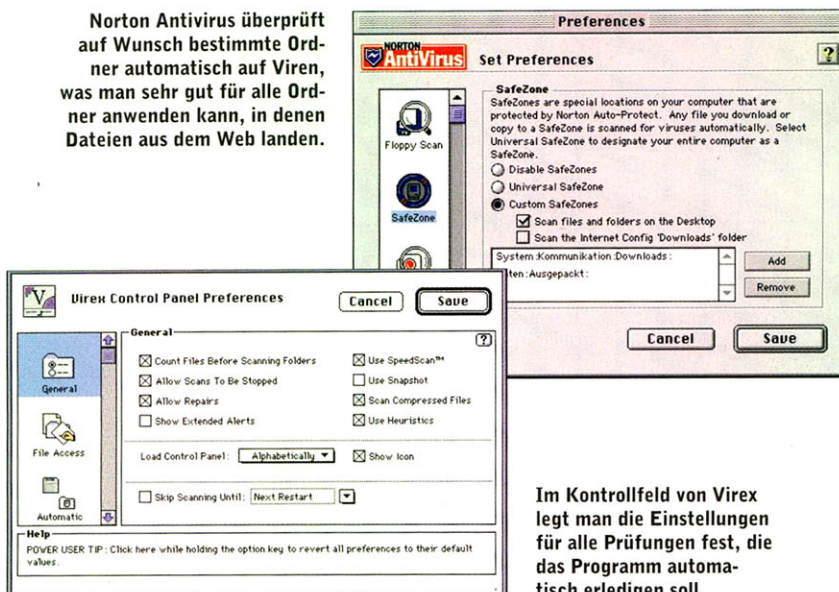 Norton Antivirus überprüft
auf Wunsch bestimmte Ord-
ner automatisch auf Viren,
was man sehr gut für alle Ord-
ner anwenden kann, in denen
Dateien aus dem Web landen.
Preferences
NORTON
AntiVirus
Set Preferences
?
Floppy Scan
SafeZone
SafeZone
SafeZones are special locations on your computer that are
protected by Norton Auto-Protect. Any file you download or
copy to a SafeZone is scanned for viruses automatically. Select
Universal SafeZone to designate your entire computer as a
SafeZone.
Disable SafeZones
Universal SafeZone
Custom SafeZones
Scan files and folders on the Desktop
Scan the Internet Config 'Downloads' folder
System:Kommunikation:Downloads:
ten:Ausgepackt:
Add
Remove
Cancel
Save
V
Virex Control Panel Preferences
Cancel
Save
General
File Access
Automatic
General
?
Count Files Before Scanning Folders
Allow Scans To Be Stopped
Allow Repairs
Show Extended Alerts
Use SpeedScan™
Use Snapshot
Scan Compressed Files
Use Heuristics
Load Control Panel: Alphabetically
Show Icon
Skip Scanning Until: Next Restart
Help
POWER USER TIP: Click here while holding the option key to revert all preferences to their default
values.
Im Kontrollfeld von Virex
legt man die Einstellungen
für alle Prüfungen fest, die
das Programm automa-
tisch erledigen soll.